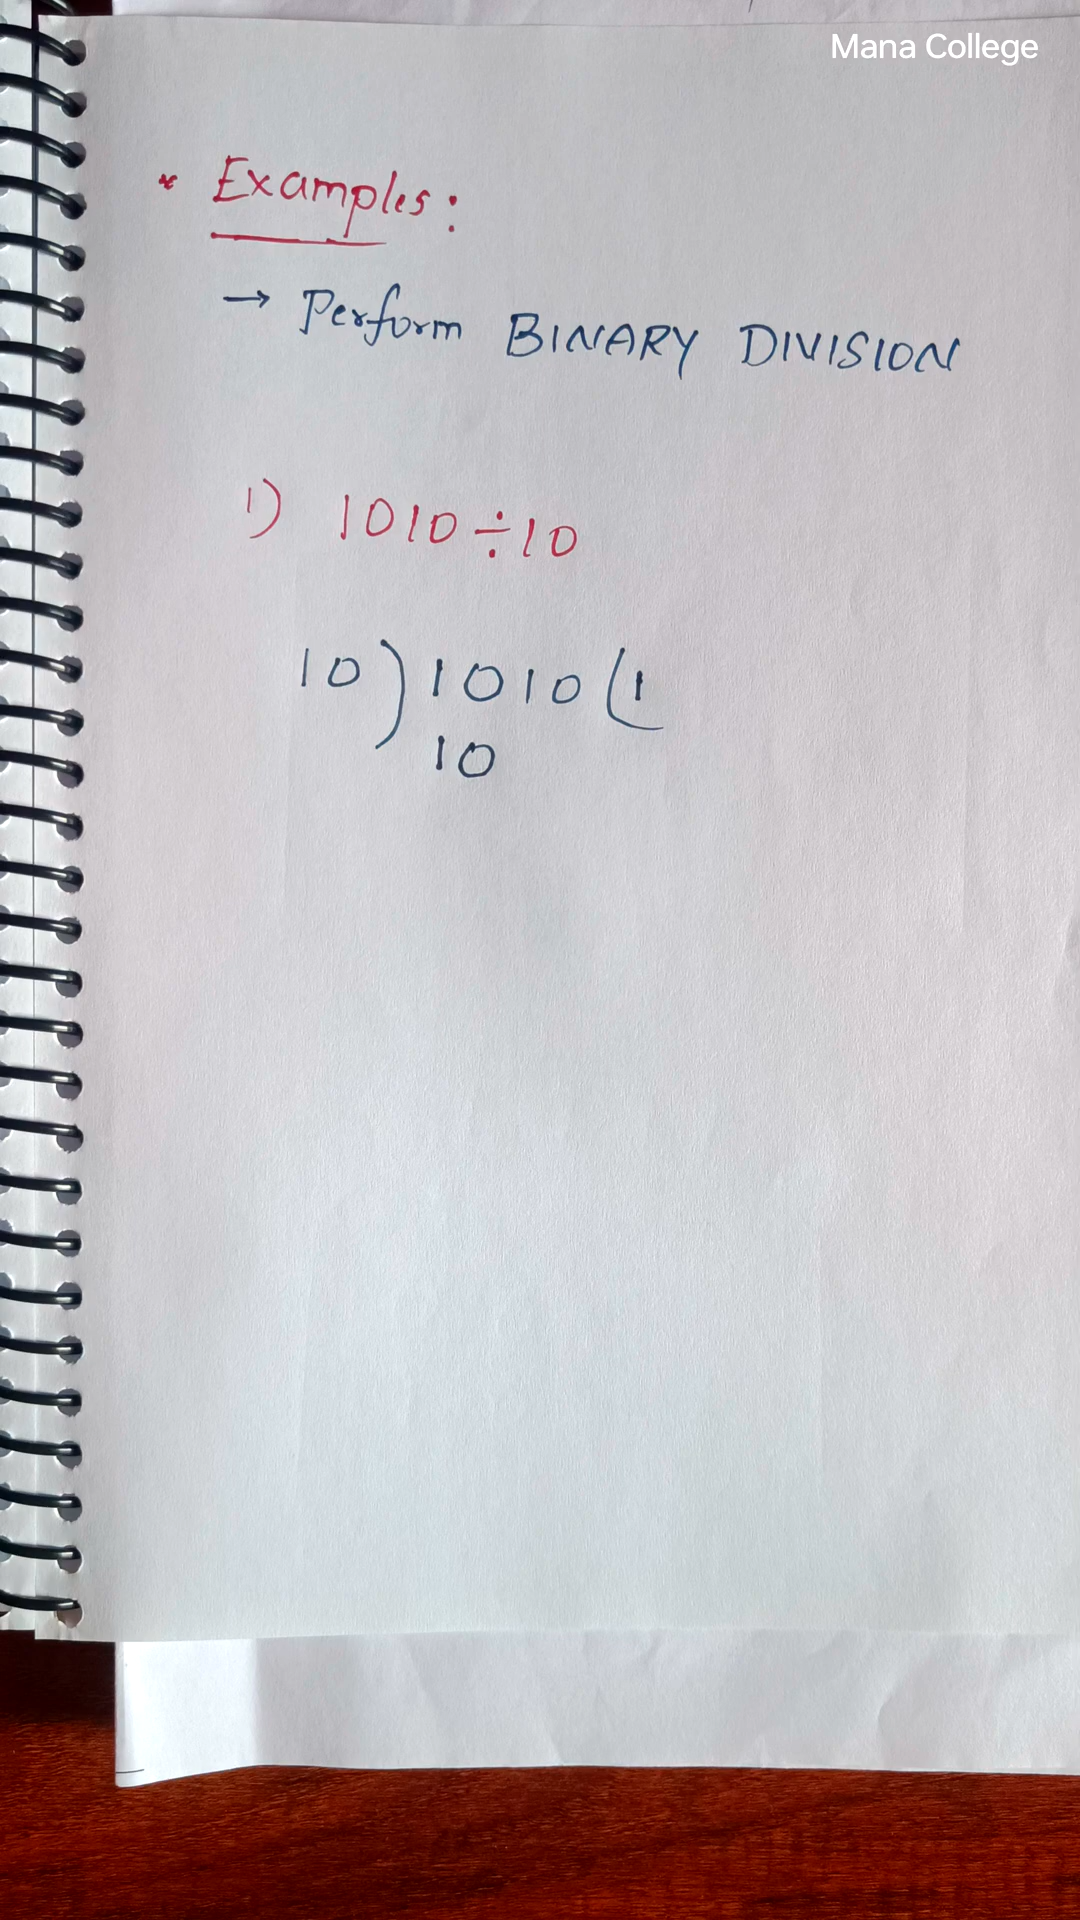 Mana College
* Examples:
→ Perform BINARY DIVISION
1) 1010÷10
10)1010(1
10